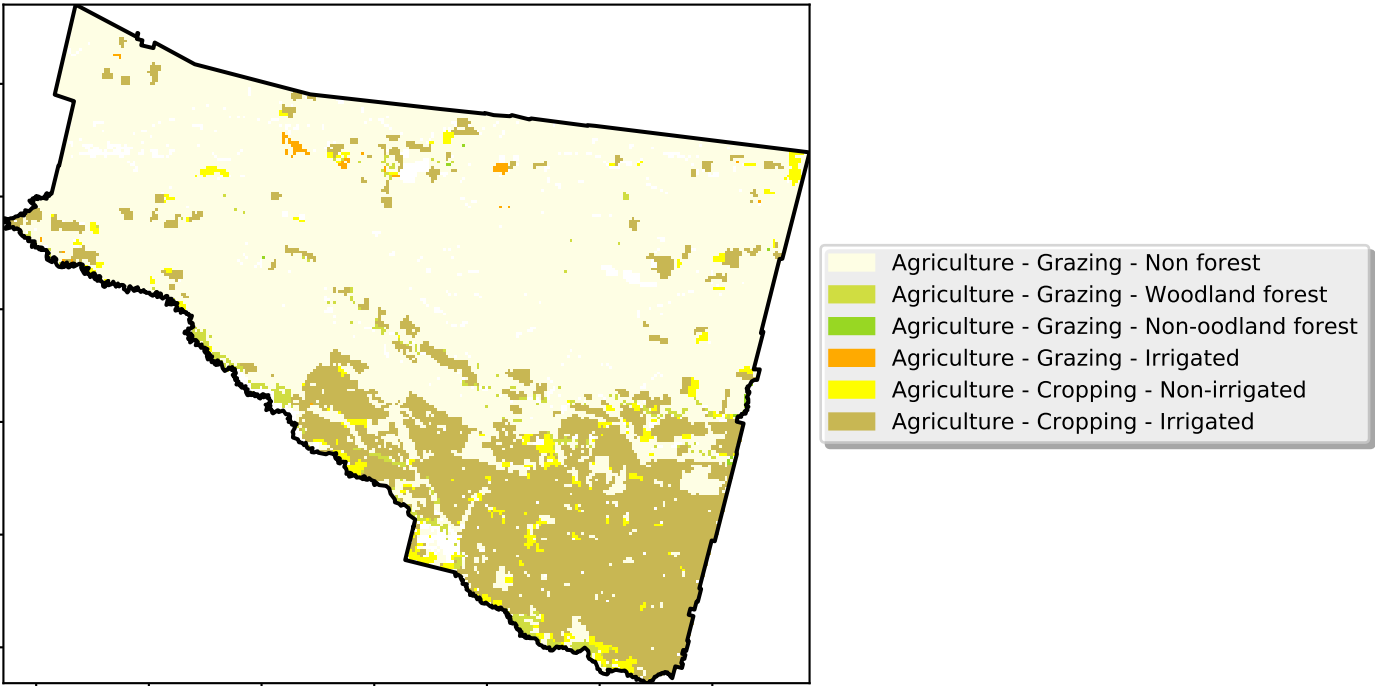 Agriculture - Grazing - Non forest
Agriculture - Grazing - Woodland forest
Agriculture - Grazing - Non-oodland forest
Agriculture - Grazing - Irrigated
Agriculture - Cropping - Non-irrigated
Agriculture - Cropping - Irrigated